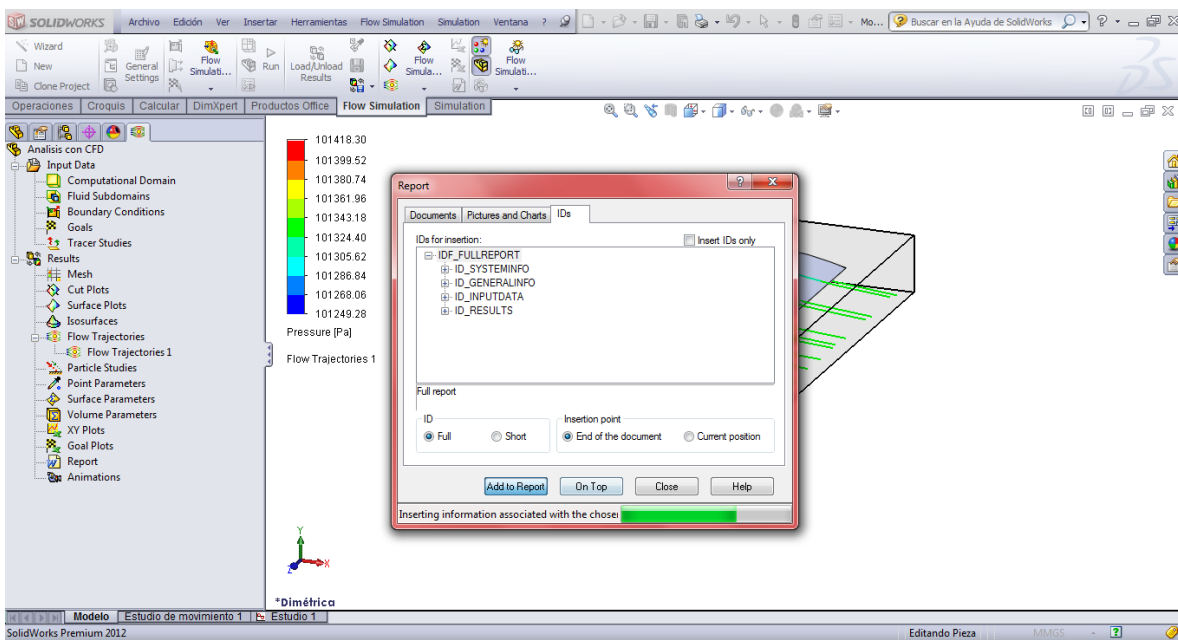 SOLIDWORKS Archivo Edición Ver Insertar Herramientas Flow Simulation Simulation Ventana ? Mo... Buscar en la Ayuda de SolidWorks
Wizard
New
Clone Project
General Settings
Flow Simulati...
Run
Load/Unload Results
Flow Simula...
Flow Simulati...
Operaciones Croquis Calcular DimXpert Productos Office Flow Simulation Simulation
Analisis con CFD
Input Data
Computational Domain
Fluid Subdomains
Boundary Conditions
Goals
Tracer Studies
Results
Mesh
Cut Plots
Surface Plots
Isosurfaces
Flow Trajectories
Flow Trajectories 1
Particle Studies
Point Parameters
Surface Parameters
Volume Parameters
XY Plots
Goal Plots
Report
Animations
101418.30
101399.52
101380.74
101361.96
101343.18
101324.40
101305.62
101286.84
101268.06
101249.28
Pressure [Pa]
Flow Trajectories 1
Report
Documents Pictures and Charts IDs
IDs for insertion: Insert IDs only
IDF_FULLREPORT
ID_SYSTEMINFO
ID_GENERALINFO
ID_INPUTDATA
ID_RESULTS
Full report
ID Insertion point
Full Short End of the document Current position
Add to Report On Top Close Help
Inserting information associated with the chose
Y
X
Z
*Dimétrica
Modelo Estudio de movimiento 1 Estudio 1
SolidWorks Premium 2012 Editando Pieza MMGS - ?